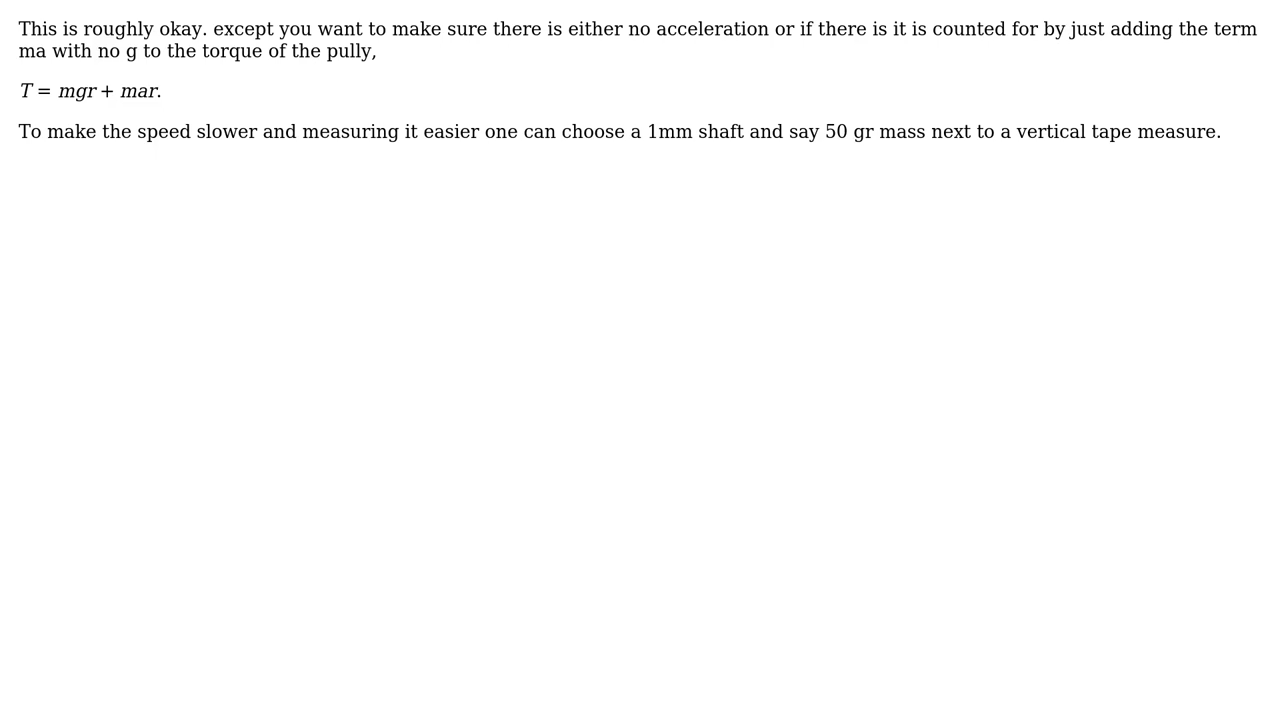 This is roughly okay. except you want to make sure there is either no acceleration or if there is it is counted for by just adding the term
ma with no g to the torque of the pully,
T = mgr + mar.
To make the speed slower and measuring it easier one can choose a 1mm shaft and say 50 gr mass next to a vertical tape measure.